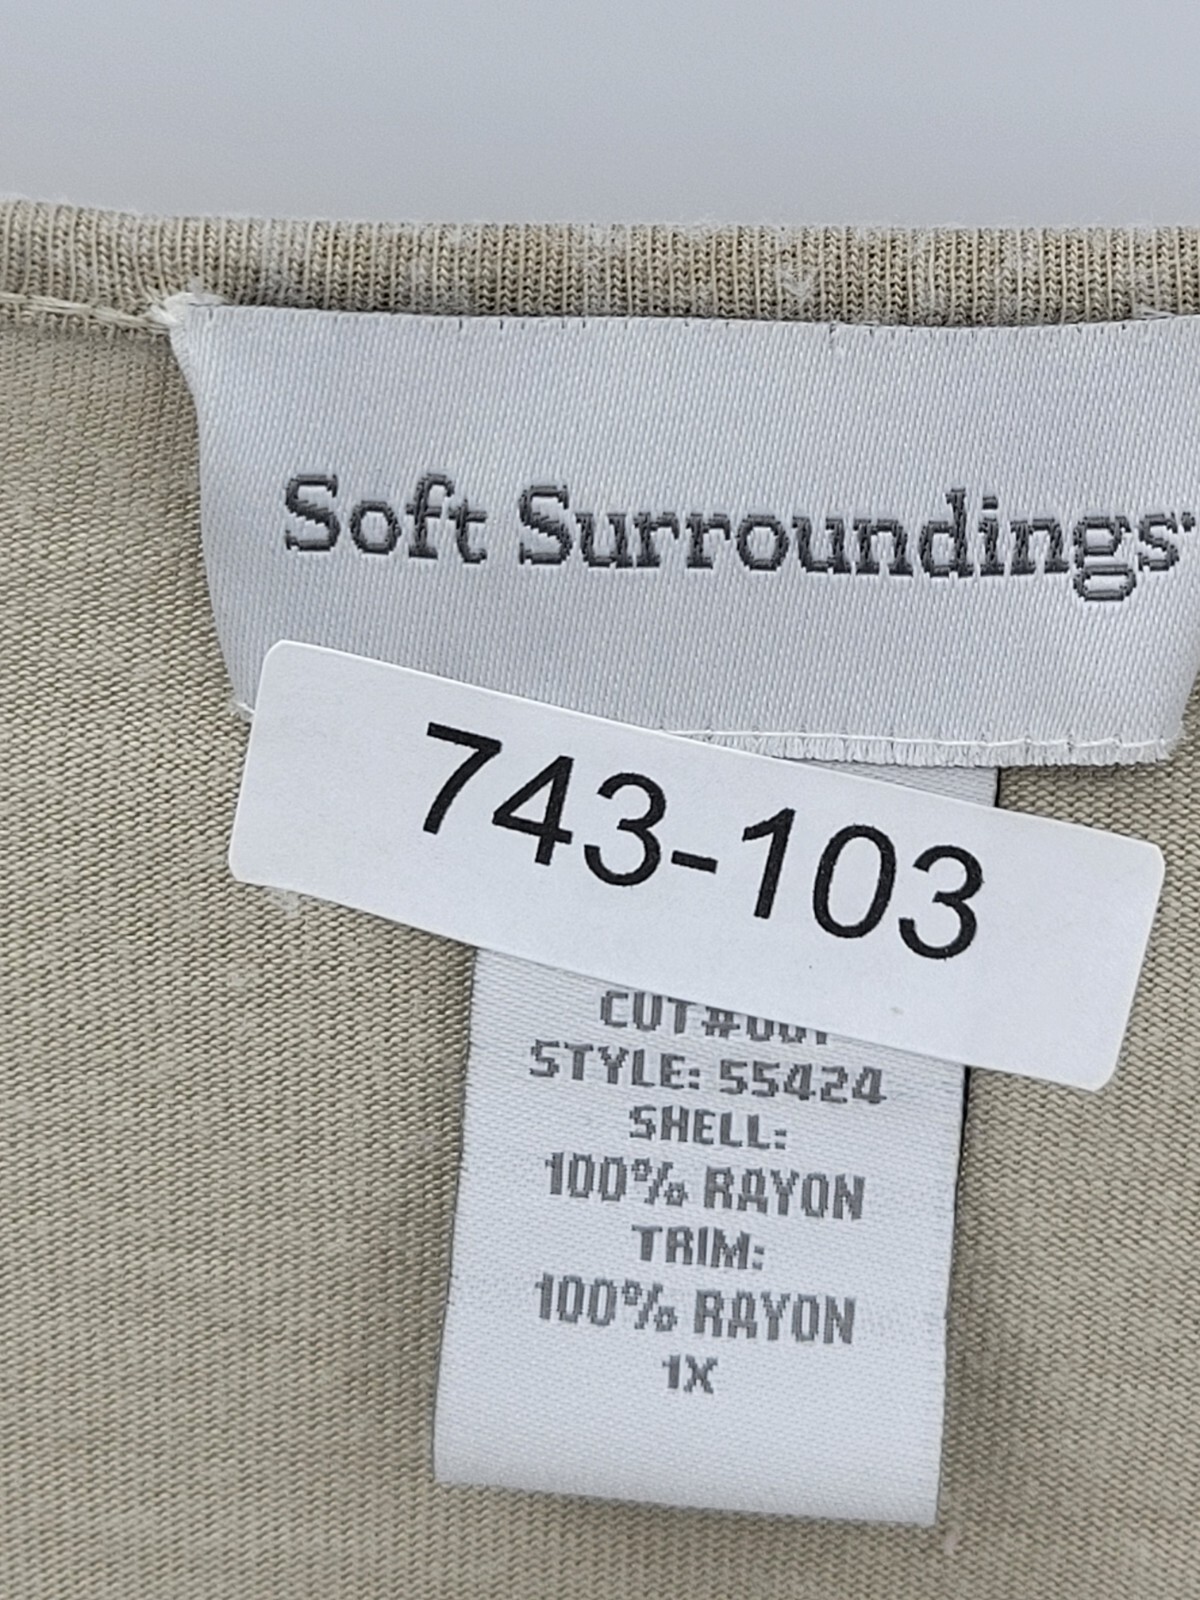 Soft Surroundings
743-103
STYLE: 55424
SHELL:
100% RAYON
TRIM:
100% RAYON
1X